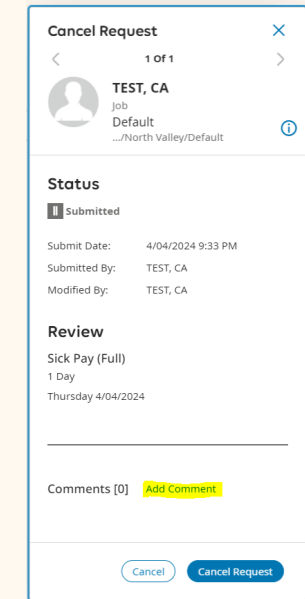 Cancel Request
1 Of 1
TEST, CA
Job
Default
.../North Valley/Default
Status
Submitted
Submit Date: 4/04/2024 9:33 PM
Submitted By: TEST, CA
Modified By: TEST, CA
Review
Sick Pay (Full)
1 Day
Thursday 4/04/2024
Comments [0] Add Comment
Cancel Cancel Request